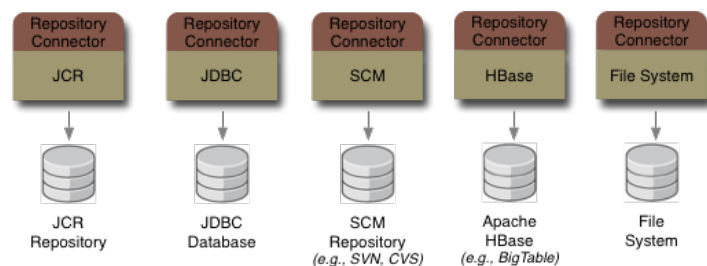 Repository
Connector
JCR
Repository
Connector
JDBC
Repository
Connector
SCM
Repository
Connector
HBase
Repository
Connector
File System
JCR
Repository
JDBC
Database
SCM
Repository
(e.g., SVN, CVS)
Apache
HBase
(e.g., BigTable)
File
System